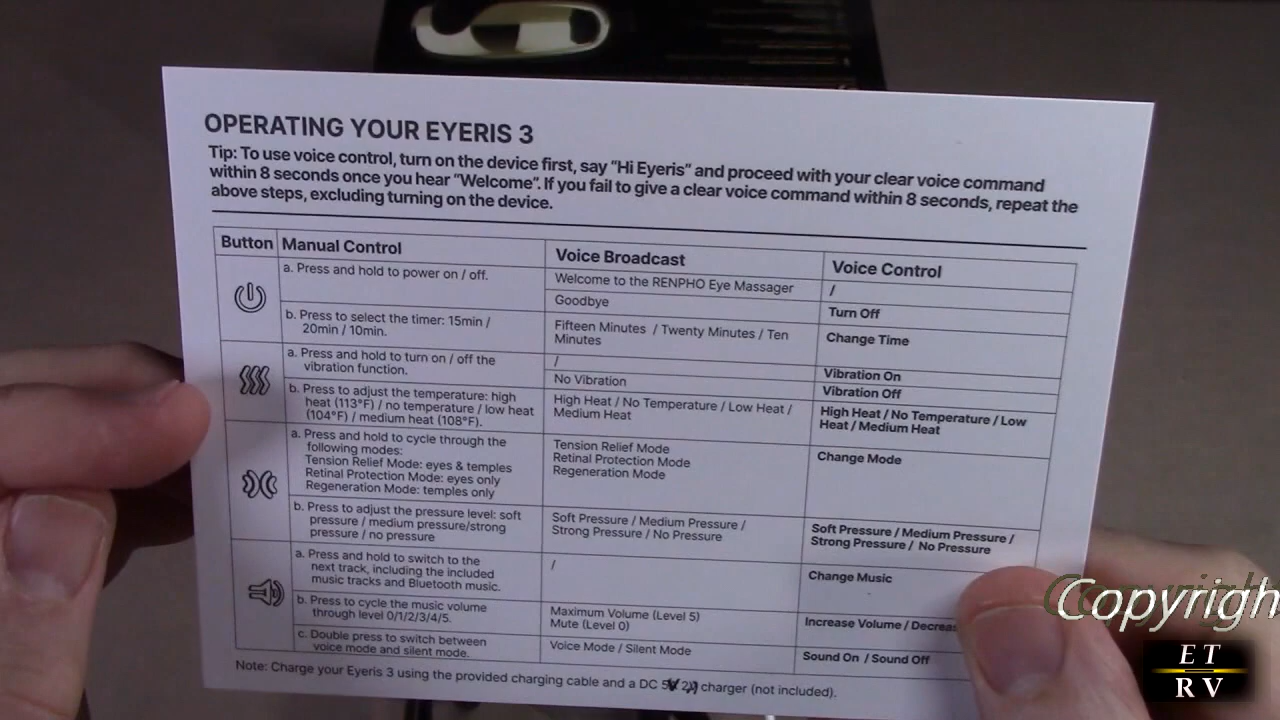 OPERATING YOUR EYERIS 3
Tip: To use voice control, turn on the device first, say "Hi Eyeris" and proceed with your clear voice command
within 8 seconds once you hear "Welcome". If you fail to give a clear voice command within 8 seconds, repeat the
above steps, excluding turning on the device.
Button Manual Control Voice Broadcast Voice Control
a. Press and hold to power on / off.
Welcome to the RENPHO Eye Massager
/
Goodbye
Turn Off
b. Press to select the timer: 15min /
20min / 10min.
Fifteen Minutes / Twenty Minutes / Ten
Minutes
Change Time
a. Press and hold to turn on / off the
vibration function.
/
Vibration On
No Vibration
Vibration Off
b. Press to adjust the temperature: high
heat (113°F) / no temperature / low heat
(104°F) / medium heat (108°F).
High Heat / No Temperature / Low Heat /
Medium Heat
High Heat / No Temperature / Low
Heat / Medium Heat
a. Press and hold to cycle through the
following modes:
Tension Relief Mode: eyes & temples
Retinal Protection Mode: eyes only
Regeneration Mode: temples only
Tension Relief Mode
Retinal Protection Mode
Regeneration Mode
Change Mode
b. Press to adjust the pressure level: soft
pressure / medium pressure/strong
pressure / no pressure
Soft Pressure / Medium Pressure /
Strong Pressure / No Pressure
Soft Pressure / Medium Pressure /
Strong Pressure / No Pressure
a. Press and hold to switch to the
next track, including the included
music tracks and Bluetooth music.
/
Change Music
b. Press to cycle the music volume
through level 0/1/2/3/4/5.
Maximum Volume (Level 5)
Mute (Level 0)
Increase Volume / Decreas
c. Double press to switch between
voice mode and silent mode.
Voice Mode / Silent Mode
Sound On / Sound Off
Note: Charge your Eyeris 3 using the provided charging cable and a DC 5V charger (not included).
Copyrigh
ET
RV